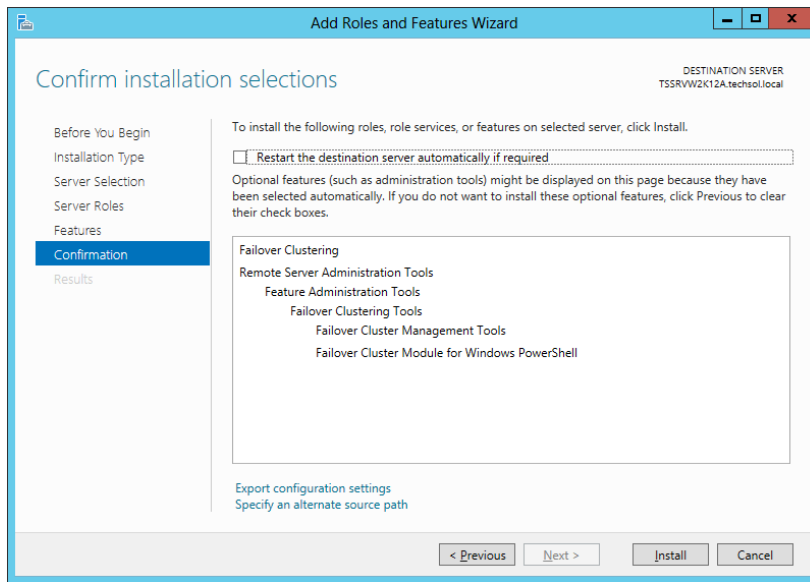 Add Roles and Features Wizard
Confirm installation selections
DESTINATION SERVER
TSSRVW2K12A.techsol.local
Before You Begin
Installation Type
Server Selection
Server Roles
Features
Confirmation
Results
To install the following roles, role services, or features on selected server, click Install.
Restart the destination server automatically if required
Optional features (such as administration tools) might be displayed on this page because they have
been selected automatically. If you do not want to install these optional features, click Previous to clear
their check boxes.
Failover Clustering
Remote Server Administration Tools
Feature Administration Tools
Failover Clustering Tools
Failover Cluster Management Tools
Failover Cluster Module for Windows PowerShell
Export configuration settings
Specify an alternate source path
< Previous
Next >
Install
Cancel